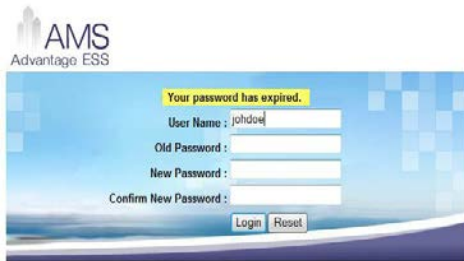 AMS
Advantage ESS
Your password has expired.
User Name : johdoe
Old Password :
New Password :
Confirm New Password :
Login Reset